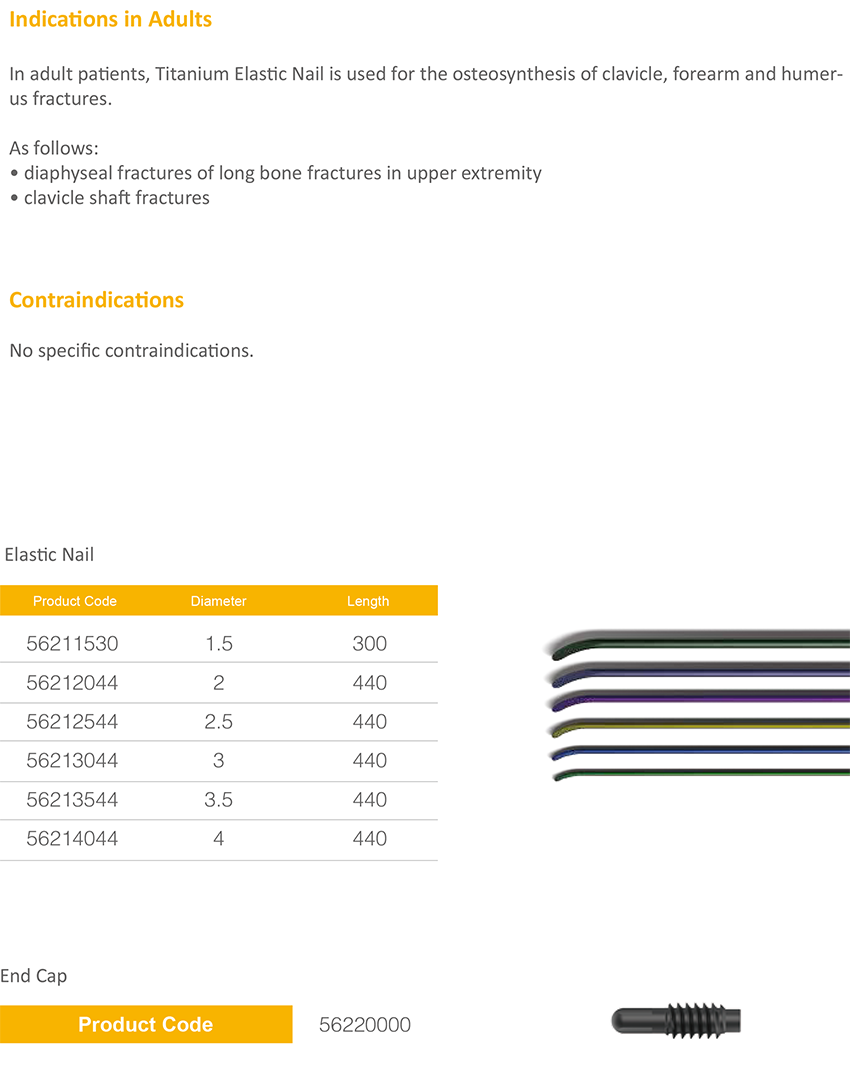 Indications in Adults
In adult patients, Titanium Elastic Nail is used for the osteosynthesis of clavicle, forearm and humer-
us fractures.
As follows:
• diaphyseal fractures of long bone fractures in upper extremity
• clavicle shaft fractures
Contraindications
No specific contraindications.
Elastic Nail
Product Code Diameter Length
56211530 1.5 300
56212044 2 440
56212544 2.5 440
56213044 3 440
56213544 3.5 440
56214044 4 440
End Cap
Product Code 56220000